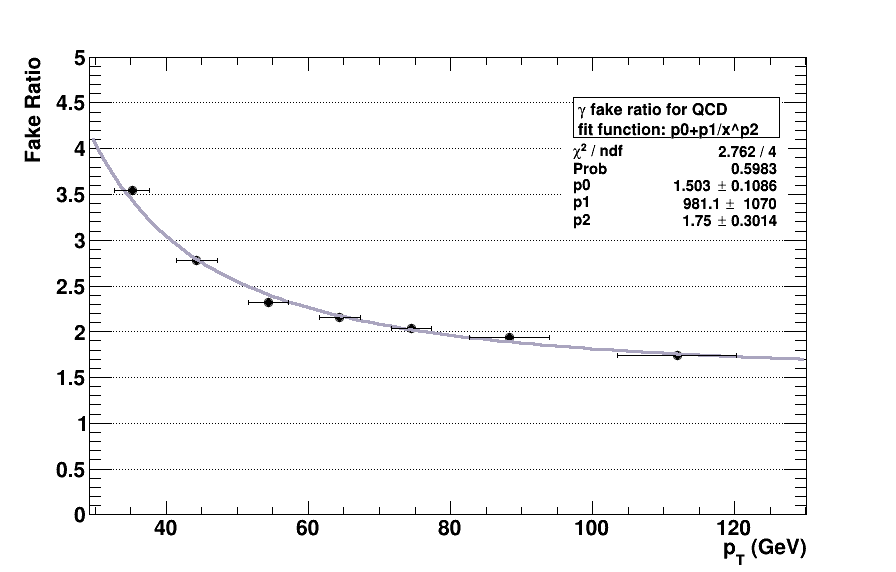 Fake Ratio
5
4.5
4
3.5
3
2.5
2
1.5
1
0.5
0
γ fake ratio for QCD
fit function: p0+p1/x^p2
χ² / ndf 2.762 / 4
Prob 0.5983
p0 1.503 ± 0.1086
p1 981.1 ± 1070
p2 1.75 ± 0.3014
40 60 80 100 120
p_T (GeV)